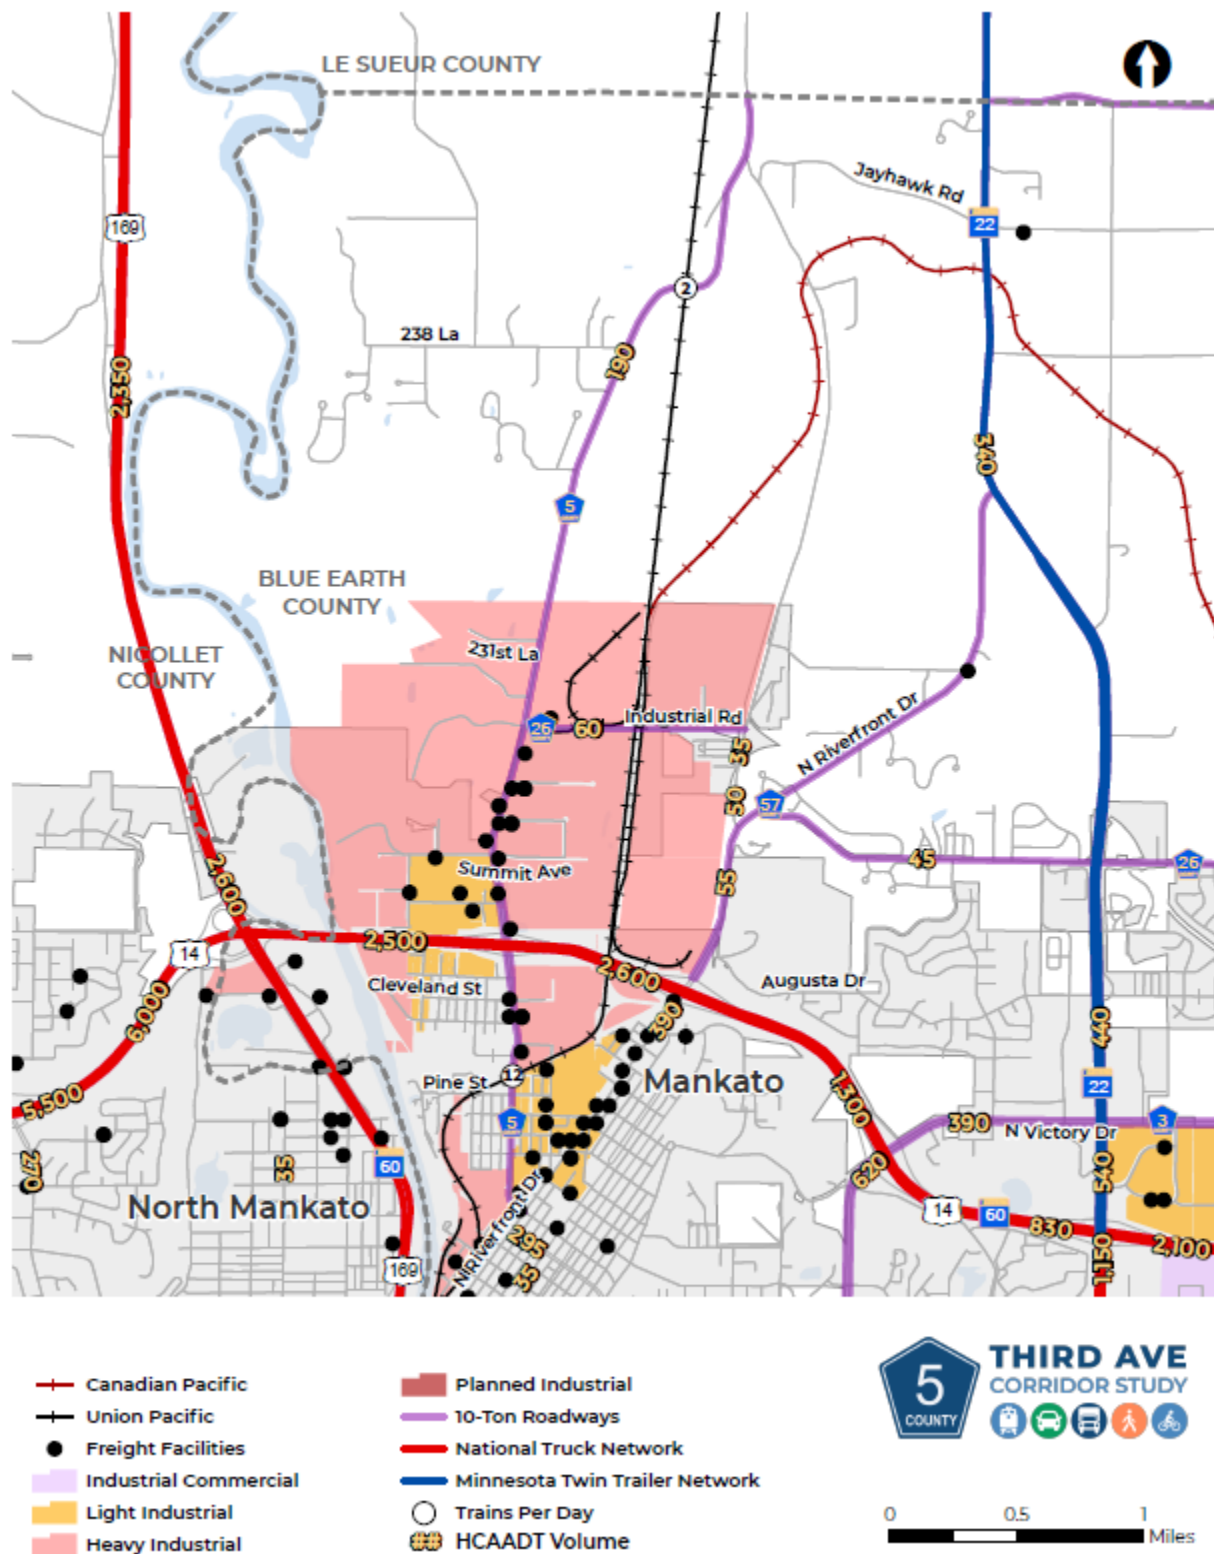 LE SUEUR COUNTY
Jayhawk Rd
22
169
2
238 La
190
2,350
340
5
BLUE EARTH
COUNTY
231st La
NICOLLET
COUNTY
Industrial Rd
26
60
N Riverfront Dr
35
50
57
45
26
Summit Ave
55
2,600
14
2,500
2,600
Cleveland St
Augusta Dr
6,000
390
440
5,500
Pine St
12
Mankato
1,300
22
5
390
N Victory Dr
3
270
35
60
620
540
North Mankato
N Riverfront Dr
14
60
830
2,100
295
169
35
1,150
Canadian Pacific
Union Pacific
Freight Facilities
Industrial Commercial
Light Industrial
Heavy Industrial
Planned Industrial
10-Ton Roadways
National Truck Network
Minnesota Twin Trailer Network
Trains Per Day
## HCAADT Volume
5
COUNTY
THIRD AVE
CORRIDOR STUDY
0 0.5 1
Miles